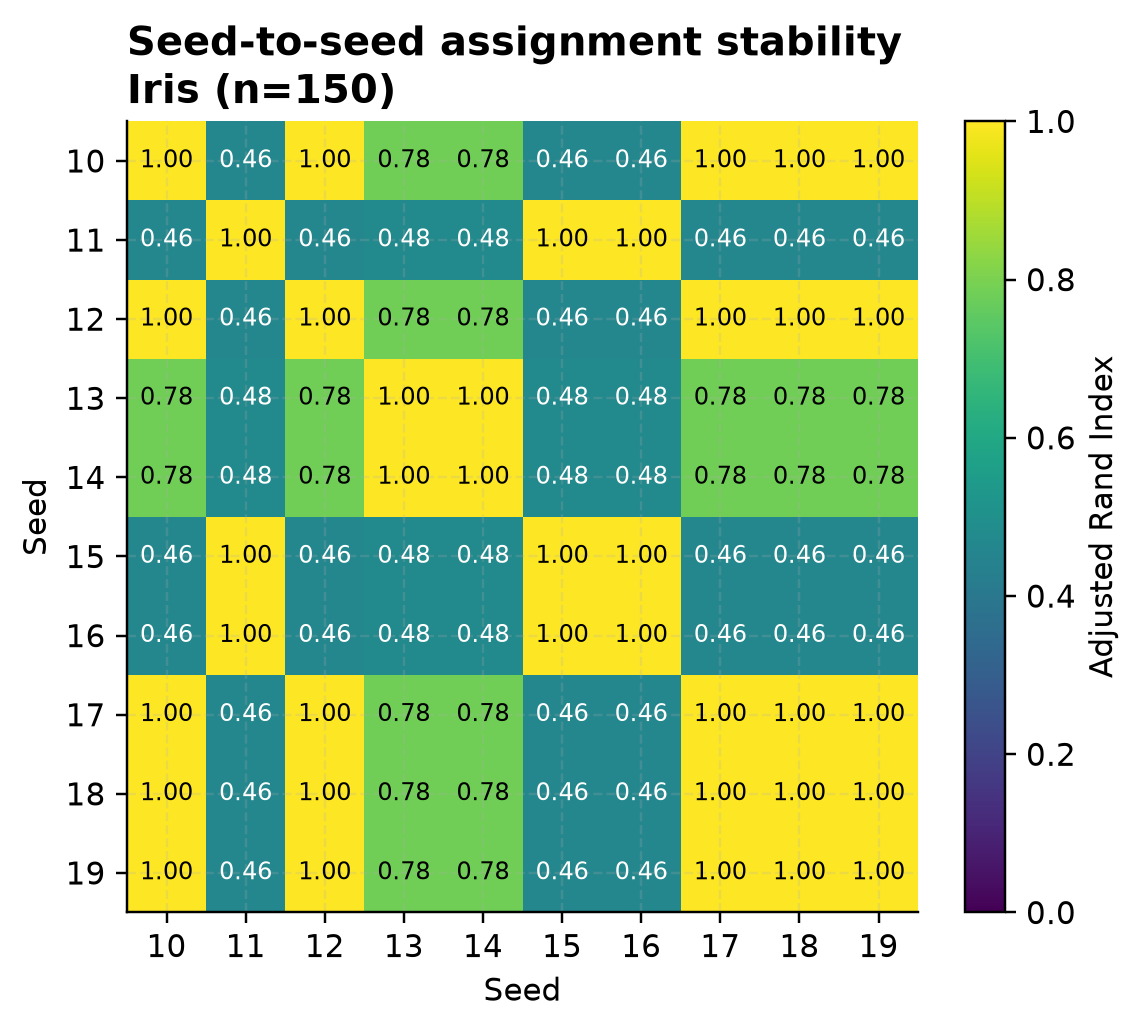 Seed-to-seed assignment stability
Iris (n=150)
10 1.00 0.46 1.00 0.78 0.78 0.46 0.46 1.00 1.00 1.00
11 0.46 1.00 0.46 0.48 0.48 1.00 1.00 0.46 0.46 0.46
12 1.00 0.46 1.00 0.78 0.78 0.46 0.46 1.00 1.00 1.00
13 0.78 0.48 0.78 1.00 1.00 0.48 0.48 0.78 0.78 0.78
14 0.78 0.48 0.78 1.00 1.00 0.48 0.48 0.78 0.78 0.78
15 0.46 1.00 0.46 0.48 0.48 1.00 1.00 0.46 0.46 0.46
16 0.46 1.00 0.46 0.48 0.48 1.00 1.00 0.46 0.46 0.46
17 1.00 0.46 1.00 0.78 0.78 0.46 0.46 1.00 1.00 1.00
18 1.00 0.46 1.00 0.78 0.78 0.46 0.46 1.00 1.00 1.00
19 1.00 0.46 1.00 0.78 0.78 0.46 0.46 1.00 1.00 1.00
10 11 12 13 14 15 16 17 18 19
Seed
Seed
1.0
0.8
0.6
0.4
0.2
0.0
Adjusted Rand Index